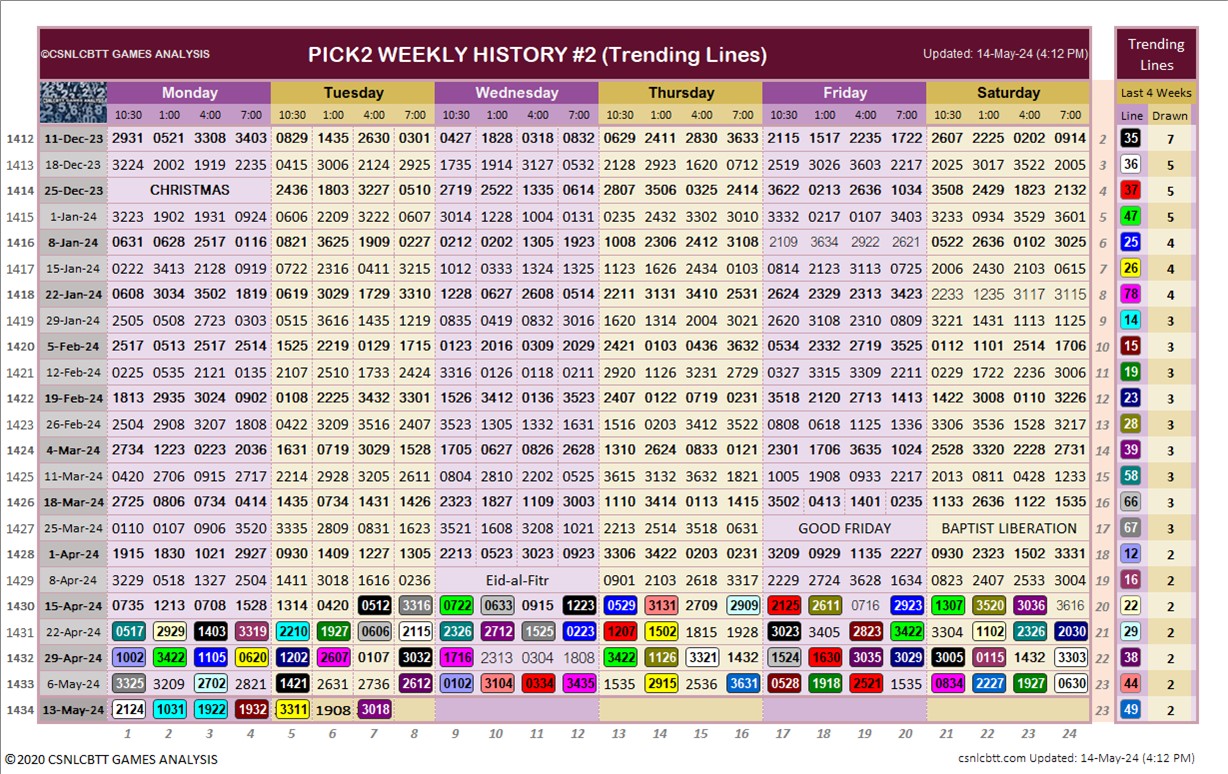 ©CSNLCBTT GAMES ANALYSIS PICK2 WEEKLY HISTORY #2 (Trending Lines) Updated: 14-May-24 (4:12 PM) Trending Lines
Monday Tuesday Wednesday Thursday Friday Saturday Last 4 Weeks
10:30 1:00 4:00 7:00 10:30 1:00 4:00 7:00 10:30 1:00 4:00 7:00 10:30 1:00 4:00 7:00 10:30 1:00 4:00 7:00 10:30 1:00 4:00 7:00 Line Drawn
1412 11-Dec-23 2931 0521 3308 3403 0829 1435 2630 0301 0427 1828 0318 0832 0629 2411 2830 3633 2115 1517 2235 1722 2607 2225 0202 0914 2 35 7
1413 18-Dec-23 3224 2002 1919 2235 0415 3006 2124 2925 1735 1914 3127 0532 2128 2923 1620 0712 2519 3026 3603 2217 2025 3017 3522 2005 3 36 5
1414 25-Dec-23 CHRISTMAS 2436 1803 3227 0510 2719 2522 1335 0614 2807 3506 0325 2414 3622 0213 2636 1034 3508 2429 1823 2132 4 37 5
1415 1-Jan-24 3223 1902 1931 0924 0606 2209 3222 0607 3014 1228 1004 0131 0235 2432 3302 3010 3332 0217 0107 3403 3233 0934 3529 3601 5 47 5
1416 8-Jan-24 0631 0628 2517 0116 0821 3625 1909 0227 0212 0202 1305 1923 1008 2306 2412 3108 2109 3634 2922 2621 0522 2636 0102 3025 6 25 4
1417 15-Jan-24 0222 3413 2128 0919 0722 2316 0411 3215 1012 0333 1324 1325 1123 1626 2434 0103 0814 2123 3113 0725 2006 2430 2103 0615 7 26 4
1418 22-Jan-24 0608 3034 3502 1819 0619 3029 1729 3318 1228 0627 2608 0514 2211 3131 3410 2531 2624 2329 2713 3423 2233 1235 3117 3115 8 78 4
1419 29-Jan-24 2505 0508 2723 0303 0515 3616 1435 1213 0835 0419 0832 3016 1620 1314 2004 3021 2620 3108 2110 0809 3221 1431 1113 1125 9 14 3
1420 5-Feb-24 2517 0513 2517 2514 1525 2219 0129 1715 0123 2016 0309 2029 2421 0103 0436 3632 0534 2332 2719 3525 0112 1101 2514 1706 10 15 3
1421 12-Feb-24 0225 0535 2121 0135 2107 2510 1733 2424 3316 0126 0118 0211 2920 1126 3231 2729 0327 3315 3309 2211 0229 1722 2236 3006 11 19 3
1422 19-Feb-24 1813 2935 3024 0902 0108 2225 3432 3301 1526 3412 0136 3523 2407 0122 0719 0231 3518 2120 2713 1413 1422 3008 0110 3226 12 23 3
1423 26-Feb-24 2504 2908 3207 1808 0422 3209 3516 2407 3523 1305 1332 1631 1516 0203 3412 3522 0808 0618 1125 1336 3306 3536 1528 3217 13 28 3
1424 4-Mar-24 2734 1223 0223 2036 1631 0719 3029 1523 1705 0627 0826 2628 1310 2624 0833 0121 2301 1706 3635 1024 2528 3320 2228 2731 14 39 3
1425 11-Mar-24 0420 2706 0915 2717 2214 2928 3205 2611 0804 2810 2202 0525 3615 3132 3632 1821 1005 1908 0933 2217 2013 0811 0428 1233 15 58 3
1426 18-Mar-24 2725 0806 0734 0414 1435 0734 1431 1426 2323 1827 1109 3003 1110 3414 0113 1415 3502 0413 1401 0235 1133 2636 1122 1535 16 66 3
1427 25-Mar-24 0110 0107 0906 3520 3335 2809 0831 1623 3521 1608 3208 1021 2213 2514 3518 0631 GOOD FRIDAY BAPTIST LIBERATION 17 67 3
1428 1-Apr-24 1915 1830 1021 2927 0930 1409 1227 1305 2213 0523 3023 0923 3306 3422 0203 0231 3209 0929 1135 2227 0930 2323 1502 3331 18 12 2
1429 8-Apr-24 3229 0518 1327 2504 1411 3018 1616 0236 Eid-al-Fitr 0901 2103 2618 3317 2229 2724 3628 1634 0823 2407 2533 3004 19 16 2
1430 15-Apr-24 0735 1213 0708 1528 1314 0420 0512 3316 0722 0633 0915 1223 0529 3131 2709 2909 2125 2611 0716 2923 1307 3520 3036 3616 20 22 2
1431 22-Apr-24 0517 2929 1403 3319 2210 1927 0606 2115 2326 2712 1525 0223 1207 1502 1815 1928 3023 3405 2823 3422 3304 1102 2326 2030 21 29 2
1432 29-Apr-24 1002 3422 1105 0620 1202 2607 0107 3032 1716 2313 0304 1808 3422 1126 3321 1432 1524 1630 3035 3029 3005 0115 1432 3303 22 38 2
1433 6-May-24 3325 3209 2702 2821 1421 2631 2736 2612 0102 3104 0334 3435 1535 2915 2536 3631 0528 1918 2521 1535 0834 2227 1927 0630 23 44 2
1434 13-May-24 2124 1031 1922 1932 3311 1908 3018 23 49 2
1 2 3 4 5 6 7 8 9 10 11 12 13 14 15 16 17 18 19 20 21 22 23 24
©2020 CSNLCBTT GAMES ANALYSIS csnlcbtt.com Updated: 14-May-24 (4:12 PM)